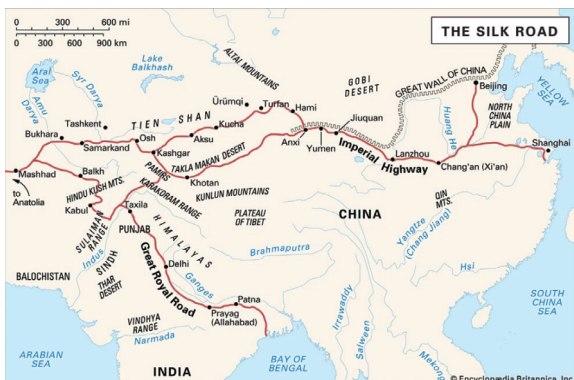 0 300 600 mi
0 300 600 900 km
THE SILK ROAD
Aral
Sea
Syr Darya
Amu
Darya
Lake
Balkhash
ALTAI MOUNTAINS
GOBI
DESERT
GREAT WALL OF CHINA
Beijing
YELLOW
SEA
NORTH
CHINA
PLAIN
Huang He
Tashkent
TIEN SHAN
Ürümqi
Turfan
Hami
Jiuquan
Bukhara
Samarkand
Osh
Aksu
Kucha
Anxi
Yumen
Imperial Highway
Lanzhou
Chang'an (Xi'an)
Shanghai
Mashhad
to
Anatolia
Balkh
HINDU KUSH MTS.
Kabul
PAMIRS
Kashgar
TAKLA MAKAN DESERT
Khotan
KARAKORAM RANGE
KUNLUN MOUNTAINS
QIN
MTS.
Yangtze
(Chang Jiang)
SULAIMAN
RANGE
Taxila
PUNJAB
PLATEAU
OF TIBET
CHINA
HIMALAYAS
Brahmaputra
Indus
SINDH
THAR
DESERT
BALOCHISTAN
Delhi
Great Royal Road
Ganges
Patna
Prayag
(Allahabad)
Hsi
VINDHYA
RANGE
Narmada
Irrawaddy
Salween
Mekong
SOUTH
CHINA
SEA
ARABIAN
SEA
INDIA
BAY OF
BENGAL
© Encyclopædia Britannica, Inc.